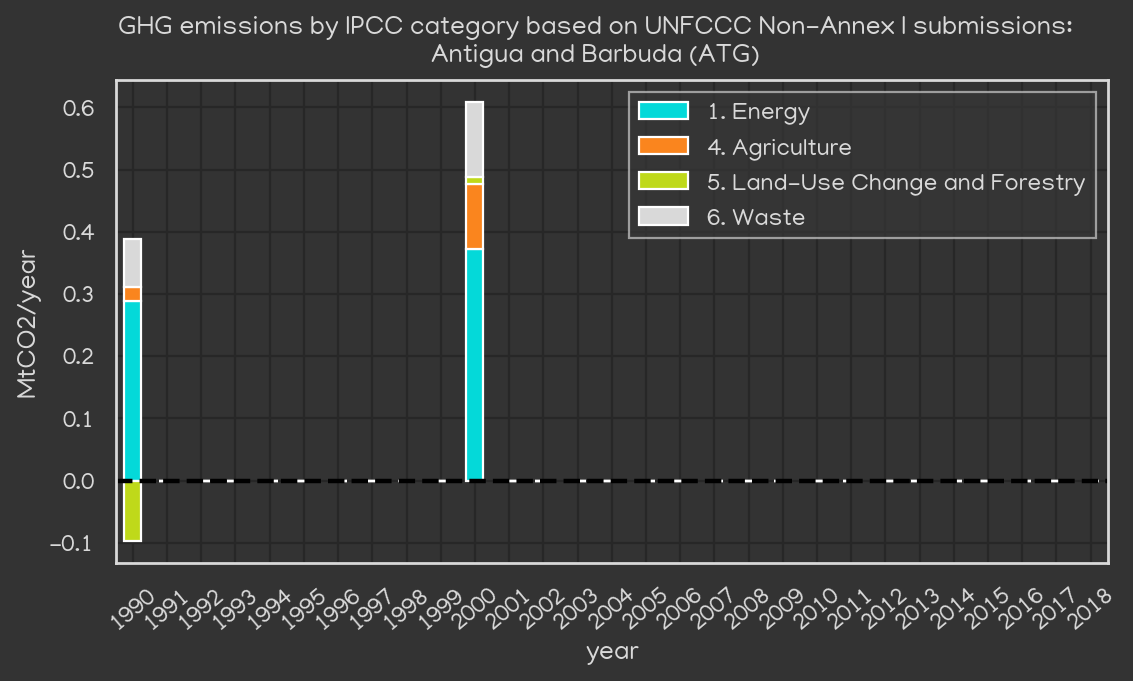 GHG emissions by IPCC category based on UNFCCC Non-Annex I submissions:
Antigua and Barbuda (ATG)
1. Energy
4. Agriculture
5. Land-Use Change and Forestry
6. Waste
MtCO2/year
0.6
0.5
0.4
0.3
0.2
0.1
0.0
−0.1
1990 1991 1992 1993 1994 1995 1996 1997 1998 1999 2000 2001 2002 2003 2004 2005 2006 2007 2008 2009 2010 2011 2012 2013 2014 2015 2016 2017 2018
year